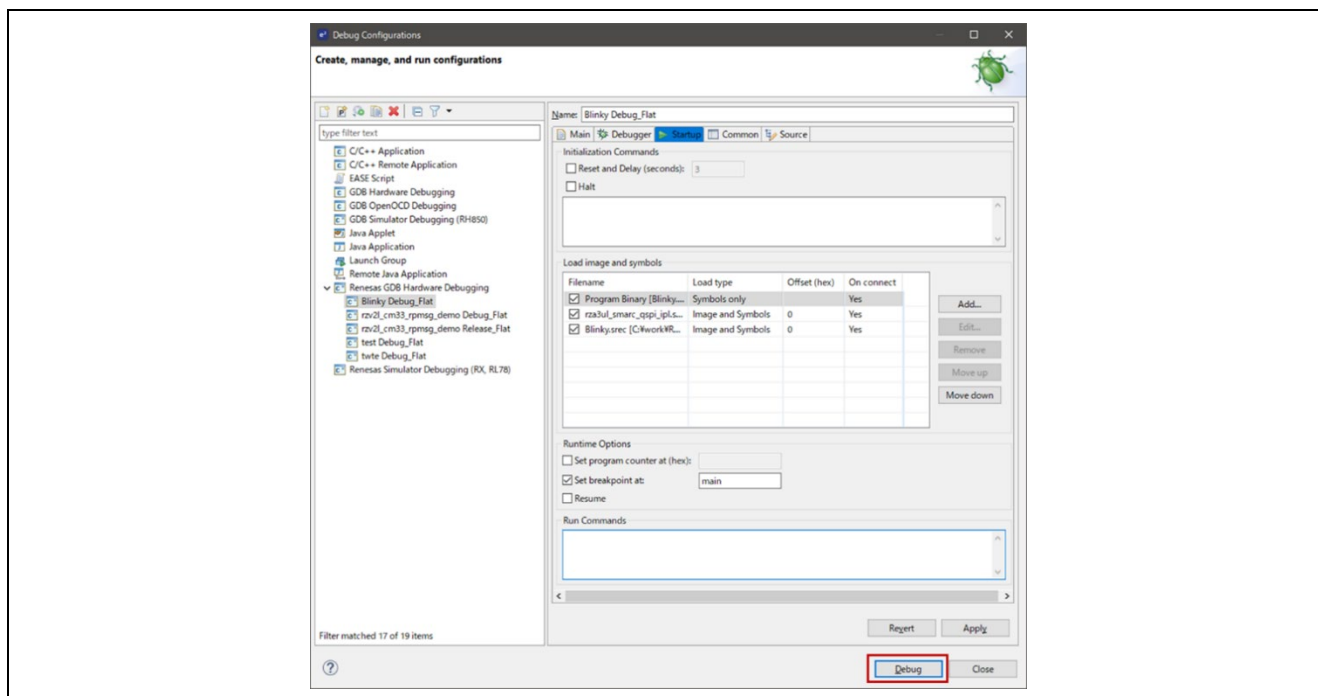 Debug Configurations
Create, manage, and run configurations
Name: Blinky Debug_Flat
type filter text
Main Debugger Startup Common Source
C/C++ Application
C/C++ Remote Application
EASE Script
GDB Hardware Debugging
GDB OpenOCD Debugging
GDB Simulator Debugging (RH850)
Java Applet
Java Application
Launch Group
Remote Java Application
Renesas GDB Hardware Debugging
Blinky Debug_Flat
rzv2l_cm33_rpmsg_demo Debug_Flat
rzv2l_cm33_rpmsg_demo Release_Flat
test Debug_Flat
twte Debug_Flat
Renesas Simulator Debugging (RX, RL78)
Filter matched 17 of 19 items
Initialization Commands
Reset and Delay (seconds): 3
Halt
Load image and symbols
Filename Load type Offset (hex) On connect
Program Binary [Blinky.... Symbols only Yes
rza3ul_smarc_qspi_ipl.s... Image and Symbols 0 Yes
Blinky.srec [C:¥work¥R... Image and Symbols 0 Yes
Add...
Edit...
Remove
Move up
Move down
Runtime Options
Set program counter at (hex):
Set breakpoint at: main
Resume
Run Commands
Revert Apply
Debug Close